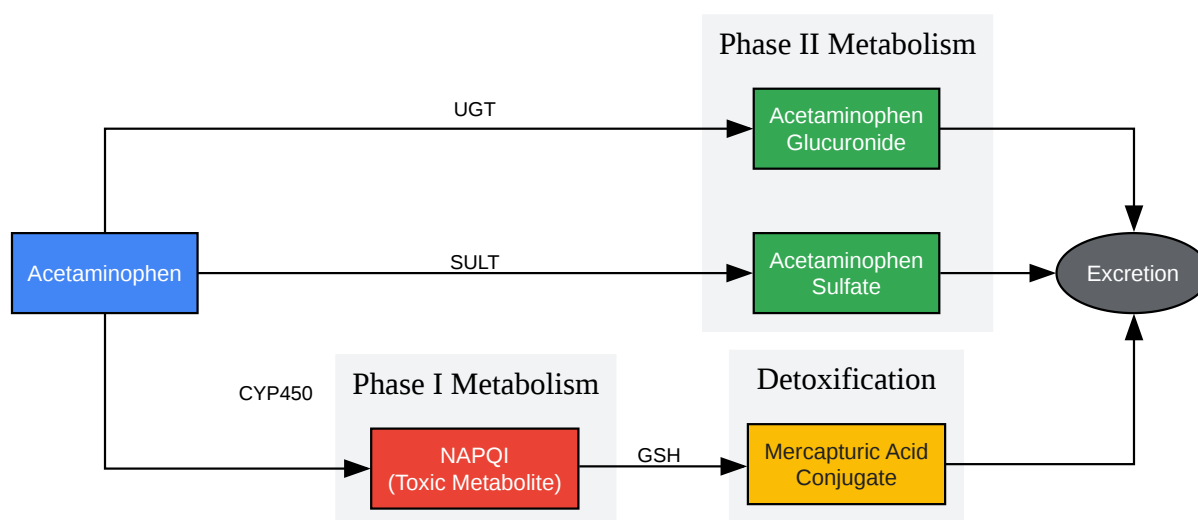 Phase II Metabolism
UGT
Acetaminophen
Glucuronide
Acetaminophen
SULT
Acetaminophen
Sulfate
Excretion
Phase I Metabolism
Detoxification
CYP450
NAPQI
(Toxic Metabolite)
GSH
Mercapturic Acid
Conjugate